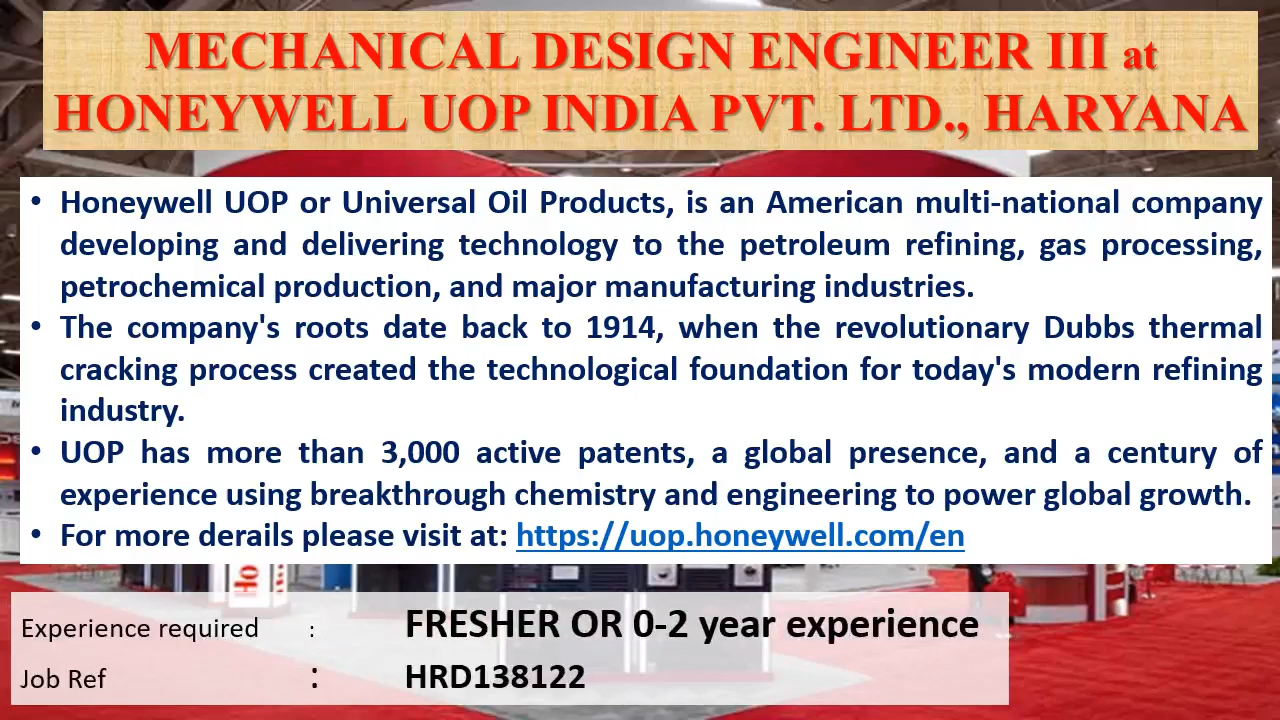 MECHANICAL DESIGN ENGINEER III at
HONEYWELL UOP INDIA PVT. LTD., HARYANA
• Honeywell UOP or Universal Oil Products, is an American multi-national company
developing and delivering technology to the petroleum refining, gas processing,
petrochemical production, and major manufacturing industries.
• The company's roots date back to 1914, when the revolutionary Dubbs thermal
cracking process created the technological foundation for today's modern refining
industry.
• UOP has more than 3,000 active patents, a global presence, and a century of
experience using breakthrough chemistry and engineering to power global growth.
• For more derails please visit at: https://uop.honeywell.com/en
Ho
Experience required : FRESHER OR 0-2 year experience
Job Ref : HRD138122